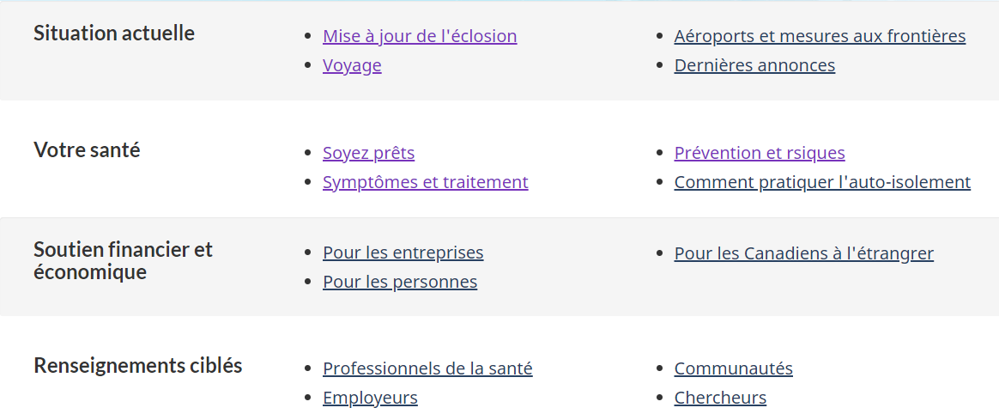 Situation actuelle
Mise à jour de l'éclosion
Aéroports et mesures aux frontières
Voyage
Dernières annonces
Votre santé
Soyez prêts
Prévention et rsiques
Symptômes et traitement
Comment pratiquer l'auto-isolement
Soutien financier et
économique
Pour les entreprises
Pour les Canadiens à l'étrangrer
Pour les personnes
Renseignements ciblés
Professionnels de la santé
Communautés
Employeurs
Chercheurs